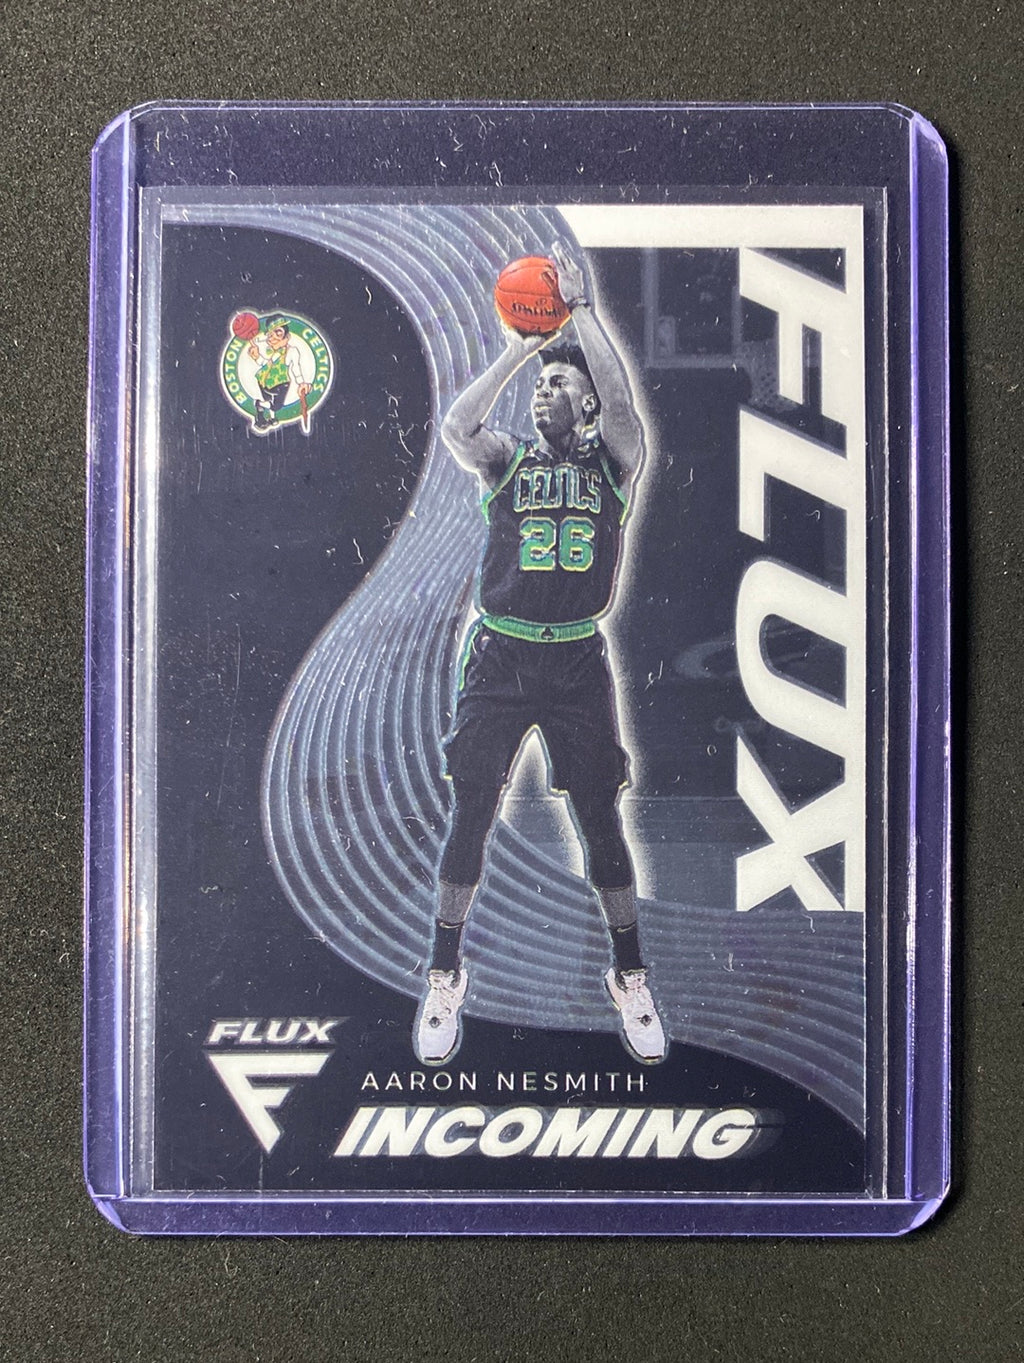 FLUX
BOSTON CELTICS
CELTICS
26
FLUX
AARON NESMITH
INCOMING